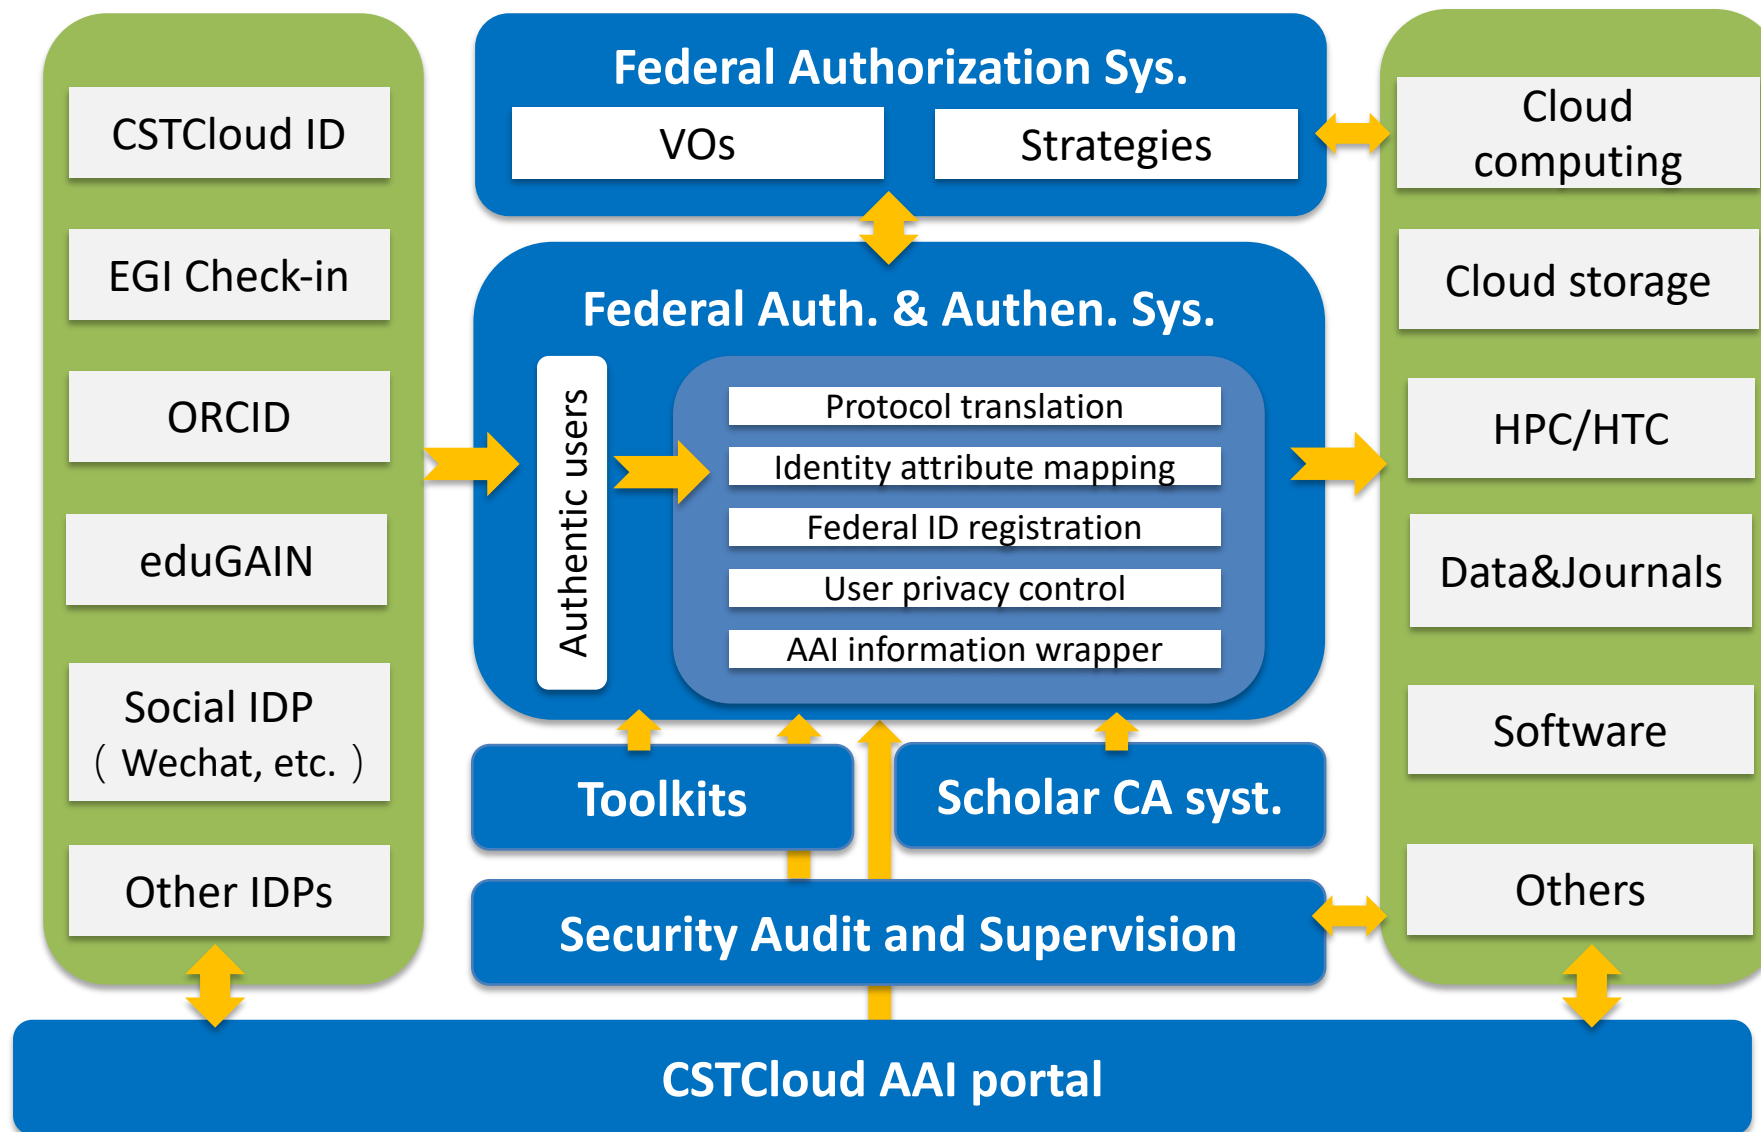 CSTCloud ID
EGI Check-in
ORCID
eduGAIN
Social IDP
（ Wechat, etc. ）
Other IDPs
Federal Authorization Sys.
VOs
Strategies
Federal Auth. & Authen. Sys.
Authentic users
Protocol translation
Identity attribute mapping
Federal ID registration
User privacy control
AAI information wrapper
Toolkits
Scholar CA syst.
Security Audit and Supervision
Cloud
computing
Cloud storage
HPC/HTC
Data&Journals
Software
Others
CSTCloud AAI portal